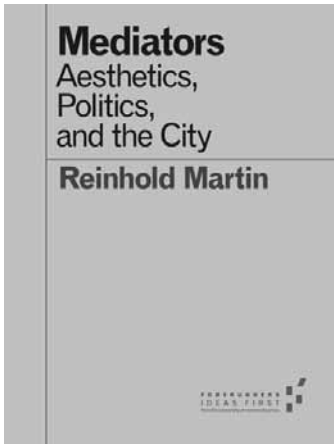 Mediators
Aesthetics,
Politics,
and the City
Reinhold Martin
FORERUNNERS
IDEAS FIRST